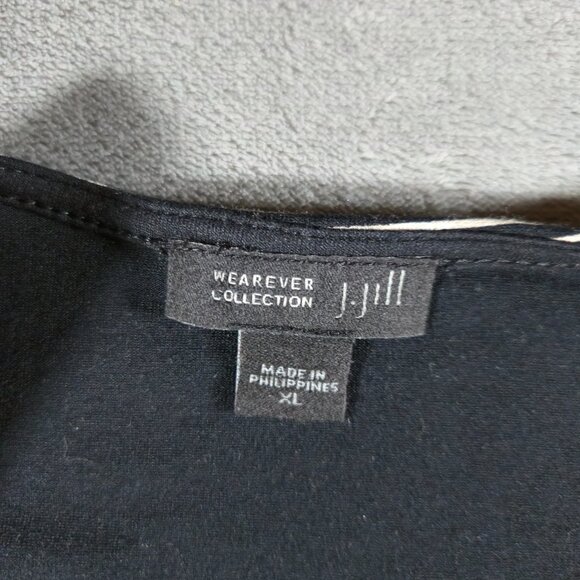 WEAREVER
COLLECTION
J.Jill
MADE IN
PHILIPPINES
XL